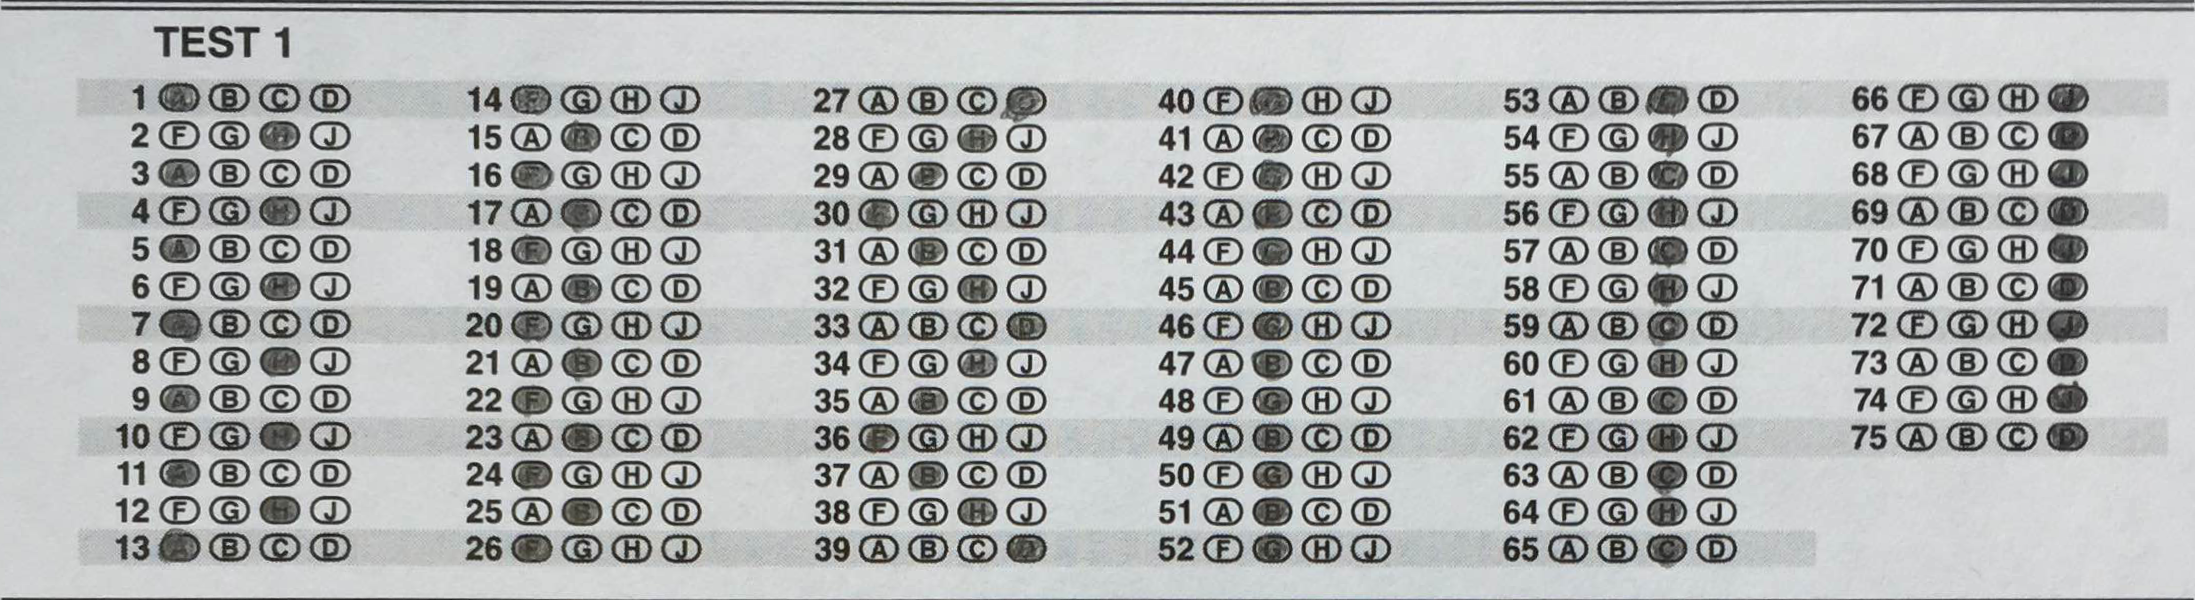 TEST 1
1 A B C D
2 F G H J
3 A B C D
4 F G H J
5 A B C D
6 F G H J
7 B C D
8 F G H J
9 A B C D
10 F G H J
11 A B C D
12 F G H J
13 A B C D
14 F G H J
15 A B C D
16 F G H J
17 A B C D
18 F G H J
19 A B C D
20 F G H J
21 A B C D
22 F G H J
23 A B C D
24 F G H J
25 A B C D
26 F G H J
27 A B C
28 F G H J
29 A B C D
30 F G H J
31 A B C D
32 F G H J
33 A B C D
34 F G H J
35 A B C D
36 F G H J
37 A B C D
38 F G H J
39 A B C D
40 F G H J
41 A B C D
42 F G H J
43 A B C D
44 F G H J
45 A B C D
46 F G H J
47 A B C D
48 F G H J
49 A B C D
50 F G H J
51 A B C D
52 F G H J
53 A B C D
54 F G H J
55 A B C D
56 F G H J
57 A B C D
58 F G H J
59 A B C D
60 F G H J
61 A B C D
62 F G H J
63 A B C D
64 F G H J
65 A B C D
66 F G H J
67 A B C D
68 F G H J
69 A B C D
70 F G H J
71 A B C D
72 F G H J
73 A B C D
74 F G H J
75 A B C D